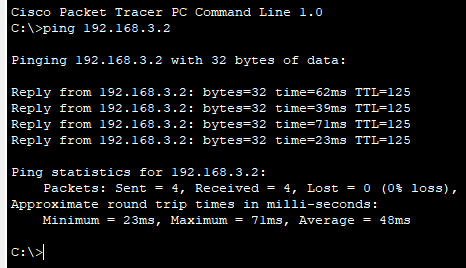 Cisco Packet Tracer PC Command Line 1.0
C:\>ping 192.168.3.2
Pinging 192.168.3.2 with 32 bytes of data:
Reply from 192.168.3.2: bytes=32 time=62ms TTL=125
Reply from 192.168.3.2: bytes=32 time=39ms TTL=125
Reply from 192.168.3.2: bytes=32 time=71ms TTL=125
Reply from 192.168.3.2: bytes=32 time=23ms TTL=125
Ping statistics for 192.168.3.2:
    Packets: Sent = 4, Received = 4, Lost = 0 (0% loss),
Approximate round trip times in milli-seconds:
    Minimum = 23ms, Maximum = 71ms, Average = 48ms
C:\>